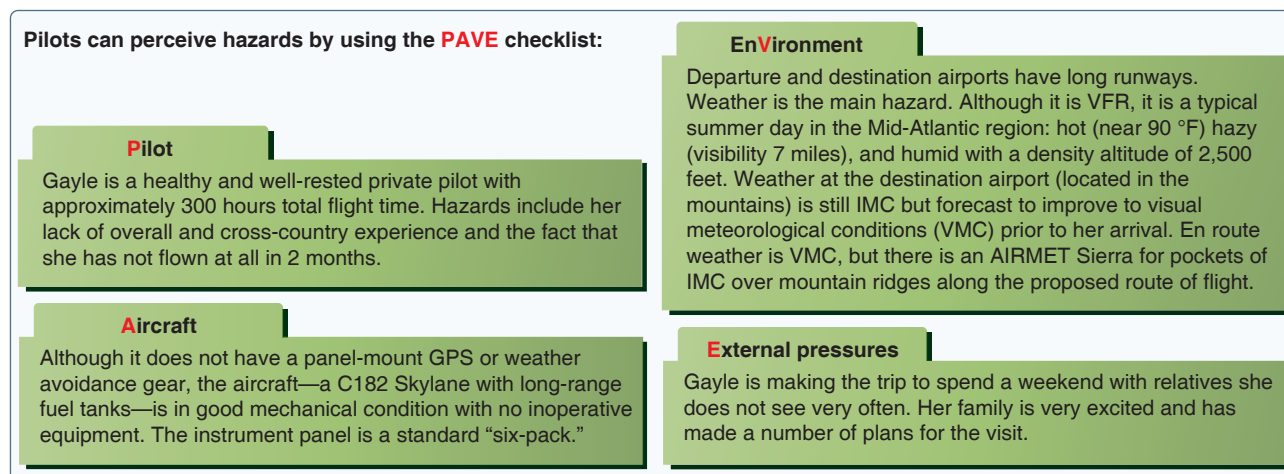 Pilots can perceive hazards by using the PAVE checklist:
Pilot
Gayle is a healthy and well-rested private pilot with
approximately 300 hours total flight time. Hazards include her
lack of overall and cross-country experience and the fact that
she has not flown at all in 2 months.
Aircraft
Although it does not have a panel-mount GPS or weather
avoidance gear, the aircraft—a C182 Skylane with long-range
fuel tanks—is in good mechanical condition with no inoperative
equipment. The instrument panel is a standard “six-pack.”
EnVironment
Departure and destination airports have long runways.
Weather is the main hazard. Although it is VFR, it is a typical
summer day in the Mid-Atlantic region: hot (near 90 °F) hazy
(visibility 7 miles), and humid with a density altitude of 2,500
feet. Weather at the destination airport (located in the
mountains) is still IMC but forecast to improve to visual
meteorological conditions (VMC) prior to her arrival. En route
weather is VMC, but there is an AIRMET Sierra for pockets of
IMC over mountain ridges along the proposed route of flight.
External pressures
Gayle is making the trip to spend a weekend with relatives she
does not see very often. Her family is very excited and has
made a number of plans for the visit.